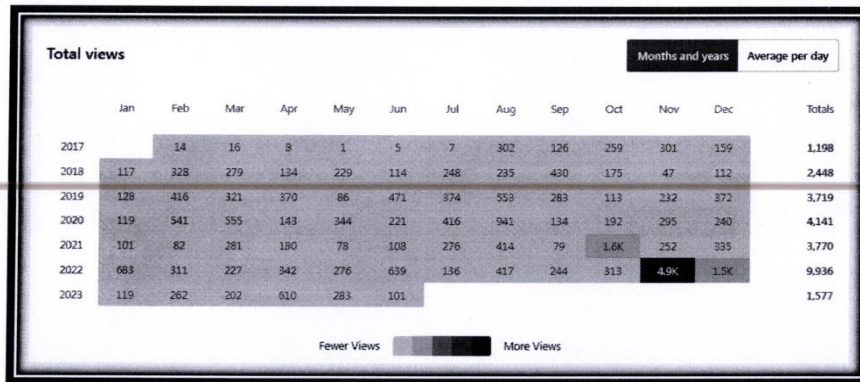 Total views
Months and years Average per day
Jan Feb Mar Apr May Jun Jul Aug Sep Oct Nov Dec Totals
2017 14 16 8 1 5 7 302 126 259 301 159 1,198
2018 117 328 279 134 229 114 248 235 430 175 47 112 2,448
2019 128 416 321 370 86 471 374 553 283 113 232 372 3,719
2020 119 541 555 143 344 221 416 941 134 192 295 240 4,141
2021 101 82 281 180 78 108 276 414 79 1.6K 252 335 3,770
2022 683 311 227 342 276 639 136 417 244 313 4.9K 1.5K 9,936
2023 119 262 202 610 283 101 1,577
Fewer Views More Views